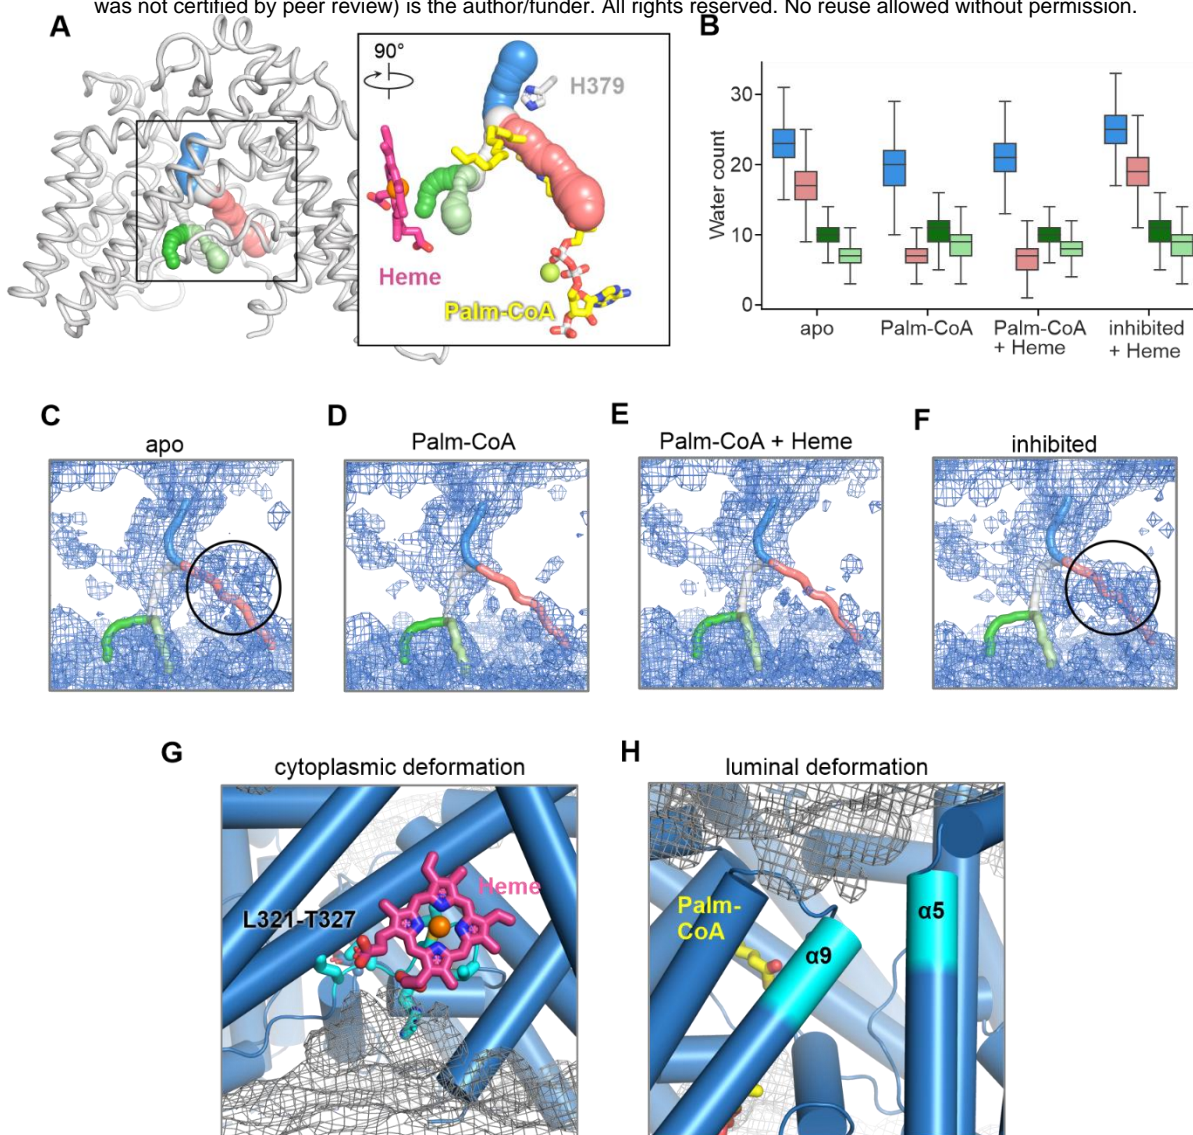 was not certified by peer review) is the author/funder. All rights reserved. No reuse allowed without permission.
A
90°
H379
Heme
Palm-CoA
B
Water count
30
20
10
0
apo
Palm-CoA
Palm-CoA
+ Heme
inhibited
+ Heme
C
apo
D
Palm-CoA
E
Palm-CoA + Heme
F
inhibited
G
cytoplasmic deformation
Heme
L321-T327
H
luminal deformation
Palm-
CoA
α9
α5